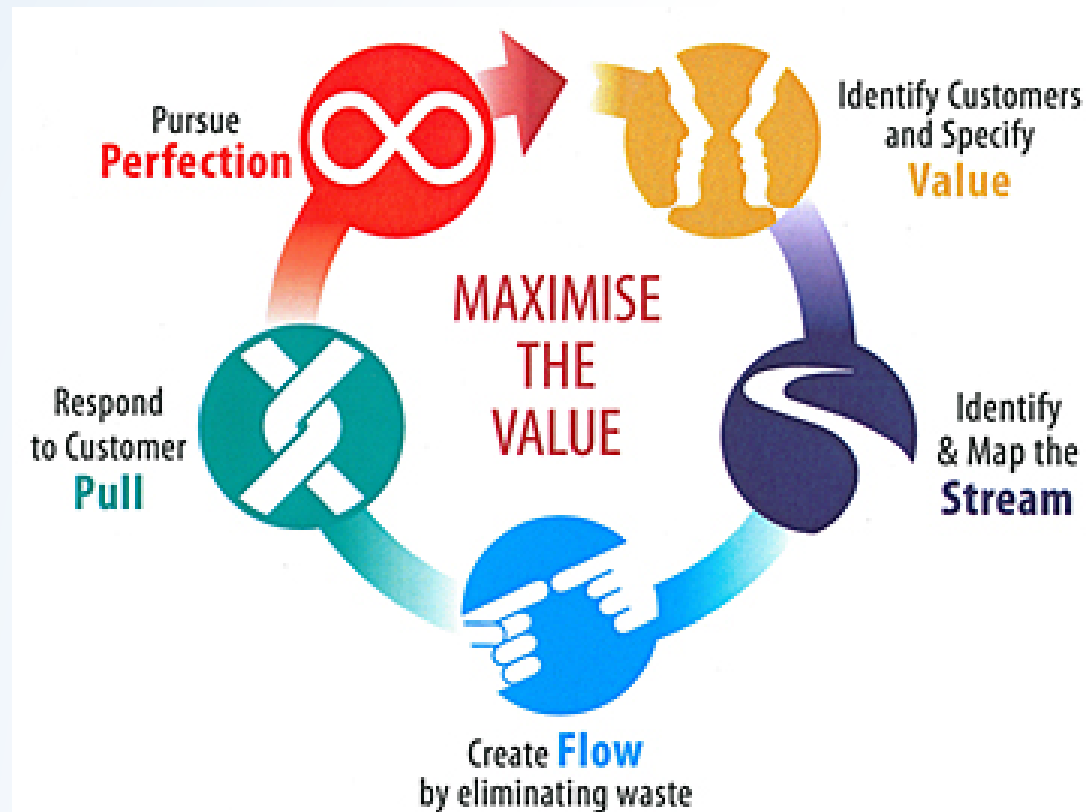 Identify Customers
and Specify
Value
Identify
& Map the
Stream
Create Flow
by eliminating waste
Respond
to Customer
Pull
Pursue
Perfection
MAXIMISE
THE
VALUE